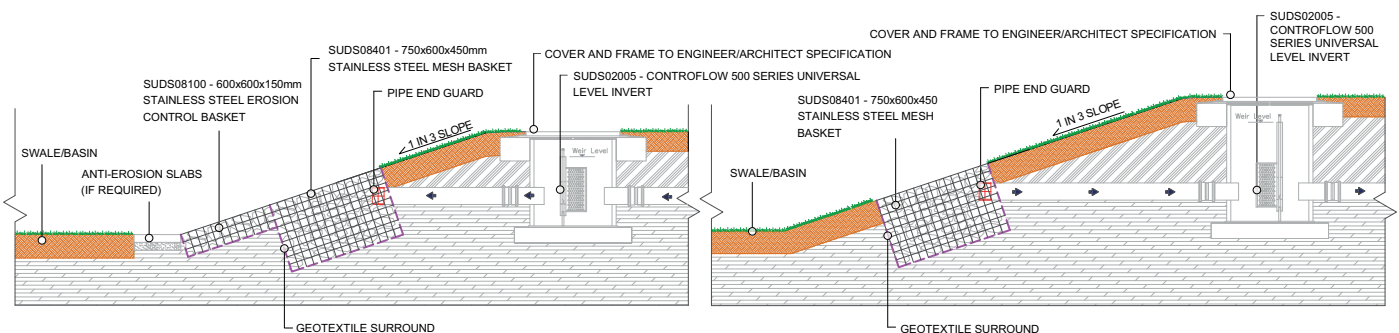 SUDS08401 - 750x600x450mm
STAINLESS STEEL MESH BASKET
COVER AND FRAME TO ENGINEER/ARCHITECT SPECIFICATION
SUDS08100 - 600x600x150mm
STAINLESS STEEL EROSION
CONTROL BASKET
SUDS02005 - CONTROFLOW 500 SERIES UNIVERSAL
LEVEL INVERT
PIPE END GUARD
1 IN 3 SLOPE
SWALE/BASIN
ANTI-EROSION SLABS
(IF REQUIRED)
Weir Level
GEOTEXTILE SURROUND
COVER AND FRAME TO ENGINEER/ARCHITECT SPECIFICATION
SUDS02005 -
CONTROFLOW 500
SERIES UNIVERSAL
LEVEL INVERT
SUDS08401 - 750x600x450
STAINLESS STEEL MESH
BASKET
PIPE END GUARD
1 IN 3 SLOPE
Weir Level
SWALE/BASIN
GEOTEXTILE SURROUND